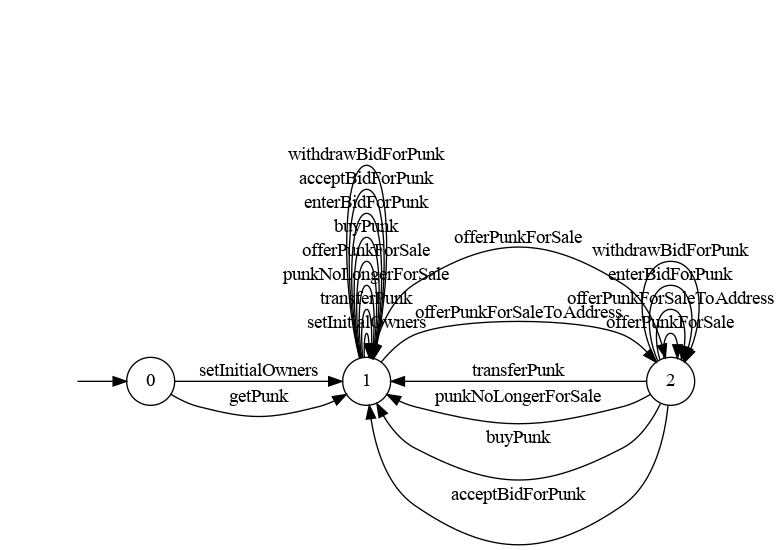 withdrawBidForPunk
acceptBidForPunk
enterBidForPunk
buyPunk
offerPunkForSale
punkNoLongerForSale
transferPunk
setInitialOwners
offerPunkForSale
offerPunkForSaleToAddress
withdrawBidForPunk
enterBidForPunk
offerPunkForSaleToAddress
offerPunkForSale
0
setInitialOwners
getPunk
1
transferPunk
punkNoLongerForSale
buyPunk
acceptBidForPunk
2